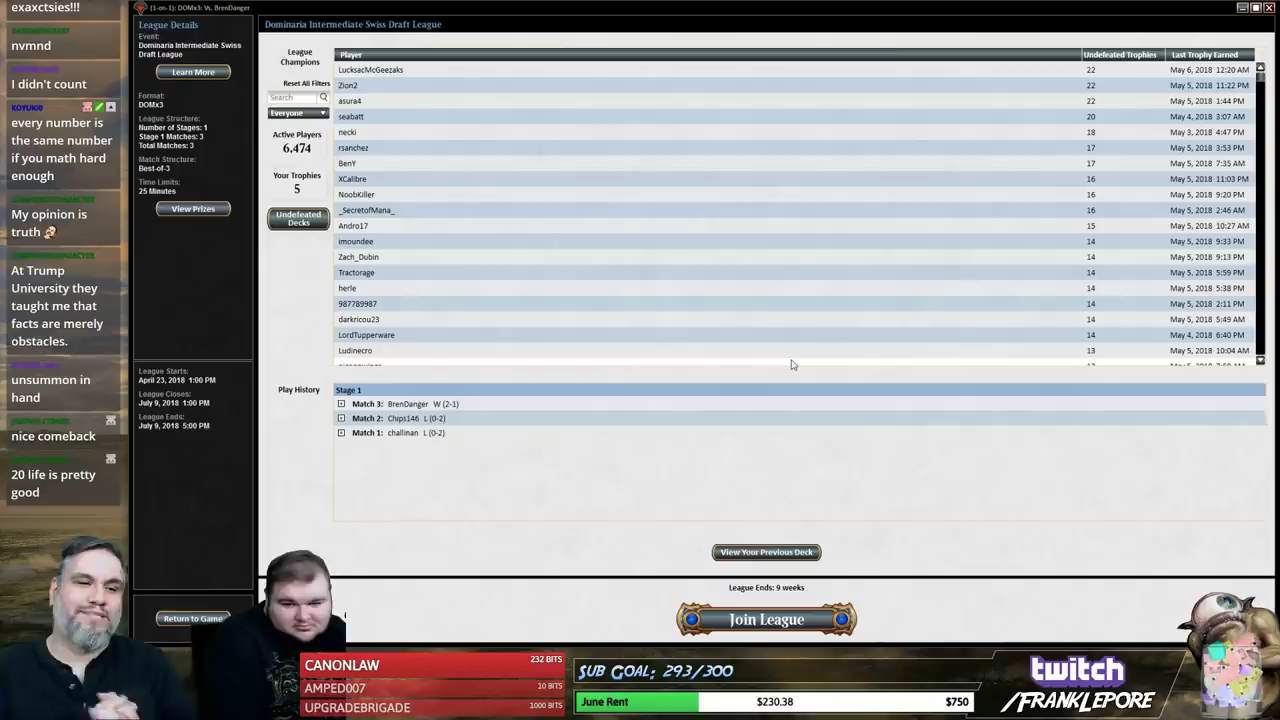 exaxctsies!!!
nvmnd
I didn't count
KOYUKI0
every number is
the same number
if you math hard
enough
My opinion is
truth
At Trump
University they
taught me that
facts are merely
obstacles.
unsummon in
hand
nice comeback
20 life is pretty
good
(1-on-1): DOMx3: Vs. BrenDanger
League Details
Event:
Dominaria Intermediate Swiss
Draft League
Learn More
Format:
DOMx3
League Structure:
Number of Stages: 1
Stage 1 Matches: 3
Total Matches: 3
Match Structure:
Best-of-3
Time Limits:
25 Minutes
View Prizes
League Starts:
April 23, 2018 1:00 PM
League Closes:
July 9, 2018 1:00 PM
League Ends:
July 9, 2018 5:00 PM
Return to Game
Dominaria Intermediate Swiss Draft League
League
Champions
Reset All Filters
Search
Everyone
Active Players
6,474
Your Trophies
5
Undefeated
Decks
Player Undefeated Trophies Last Trophy Earned
LucksacMcGeezaks 22 May 6, 2018 12:20 AM
Zion2 22 May 5, 2018 11:22 PM
asura4 22 May 5, 2018 1:44 PM
seabatt 20 May 4, 2018 3:07 AM
necki 18 May 3, 2018 4:47 PM
rsanchez 17 May 5, 2018 3:53 PM
BenY 17 May 5, 2018 7:35 AM
XCalibre 16 May 5, 2018 11:03 PM
NoobKiller 16 May 5, 2018 9:20 PM
_SecretofMana_ 16 May 5, 2018 2:46 AM
Andro17 15 May 5, 2018 10:27 AM
imoundee 14 May 5, 2018 9:33 PM
Zach_Dubin 14 May 5, 2018 9:13 PM
Tractorage 14 May 5, 2018 5:59 PM
herle 14 May 5, 2018 5:38 PM
987789987 14 May 5, 2018 2:11 PM
darkricou23 14 May 5, 2018 5:49 AM
LordTupperware 14 May 4, 2018 6:40 PM
Ludinecro 13 May 5, 2018 10:04 AM
Play History
Stage 1
Match 3: BrenDanger W (2-1)
Match 2: Chips146 L (0-2)
Match 1: challinan L (0-2)
View Your Previous Deck
League Ends: 9 weeks
Join League
CANONLAW 232 BITS
AMPED007 10 BITS
UPGRADEBRIGADE 1000 BITS
SUB GOAL: 293/300
June Rent $230.38 $750
twitch
/FRANKLEPORE